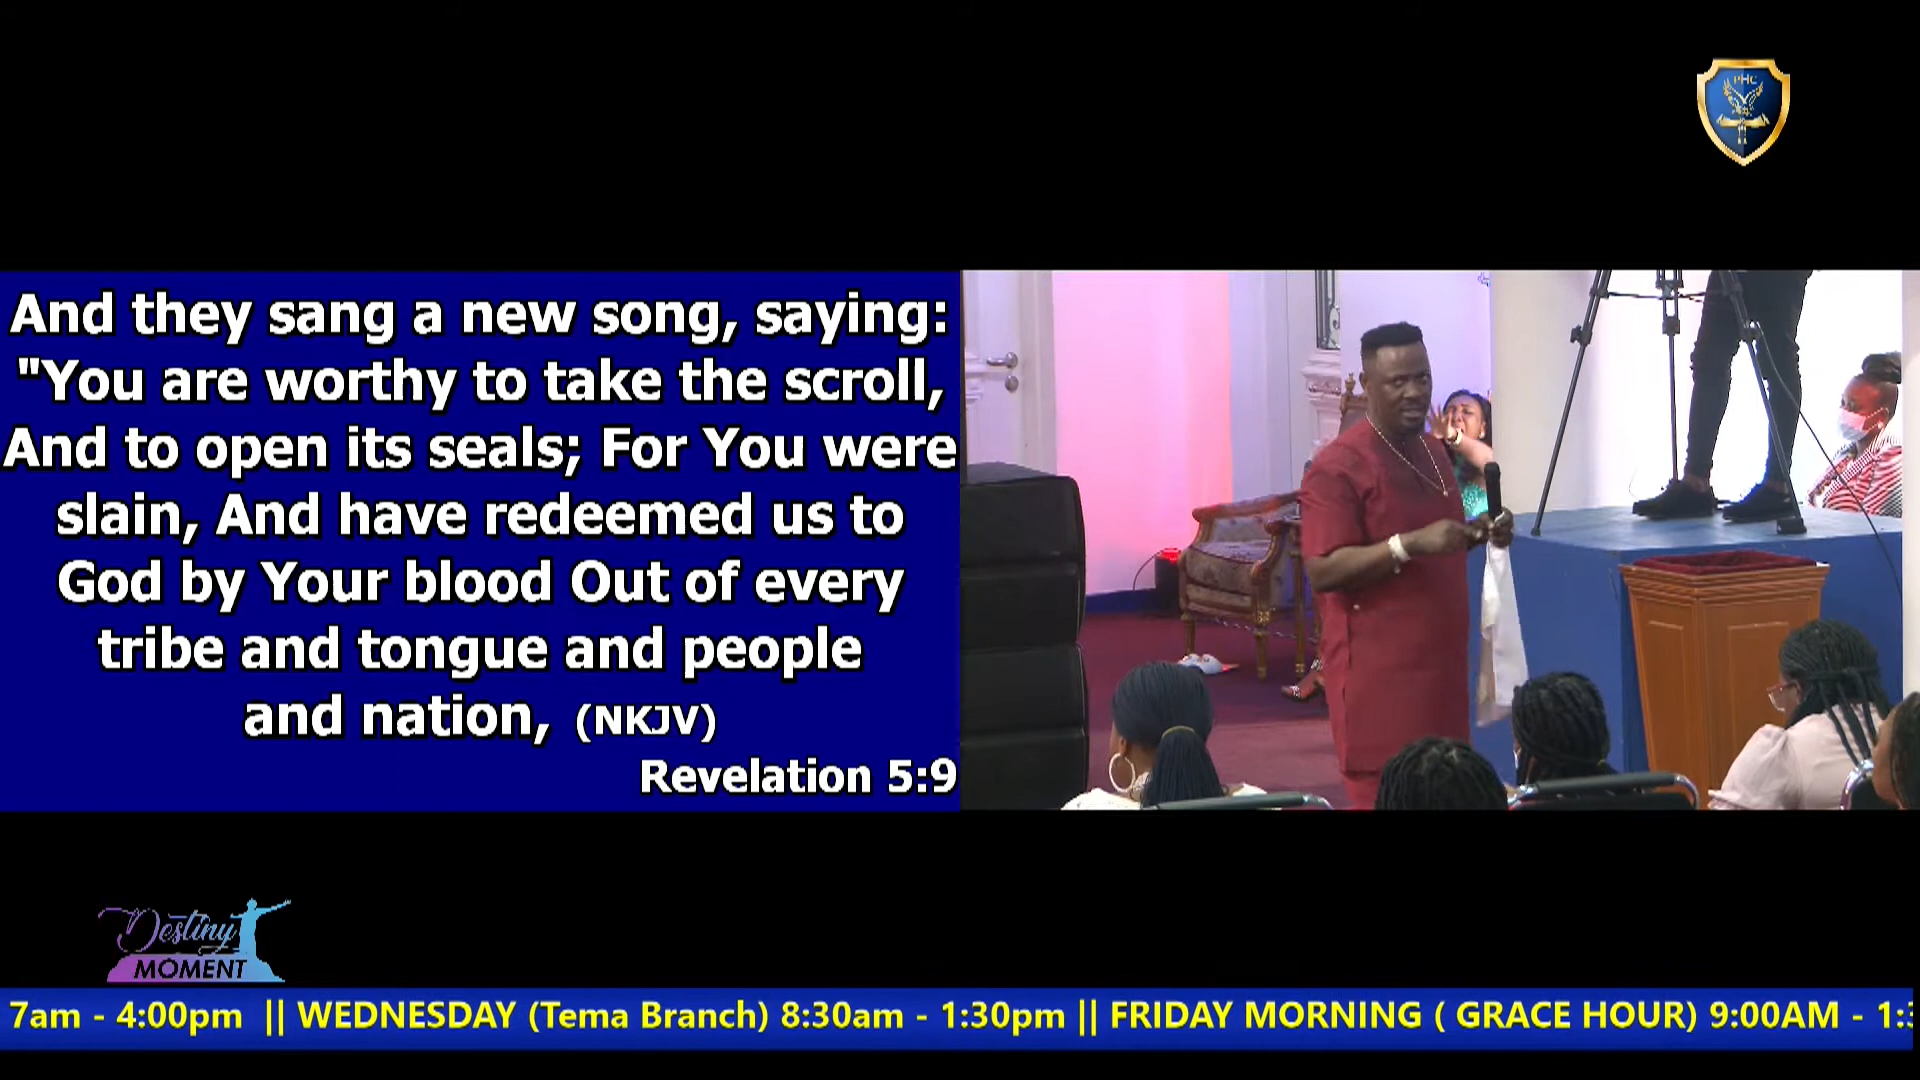 PHC
And they sang a new song, saying:
"You are worthy to take the scroll,
And to open its seals; For You were
slain, And have redeemed us to
God by Your blood Out of every
tribe and tongue and people
and nation, (NKJV)
Revelation 5:9
Destiny
MOMENT
7am - 4:00pm || WEDNESDAY (Tema Branch) 8:30am - 1:30pm || FRIDAY MORNING ( GRACE HOUR) 9:00AM - 1: